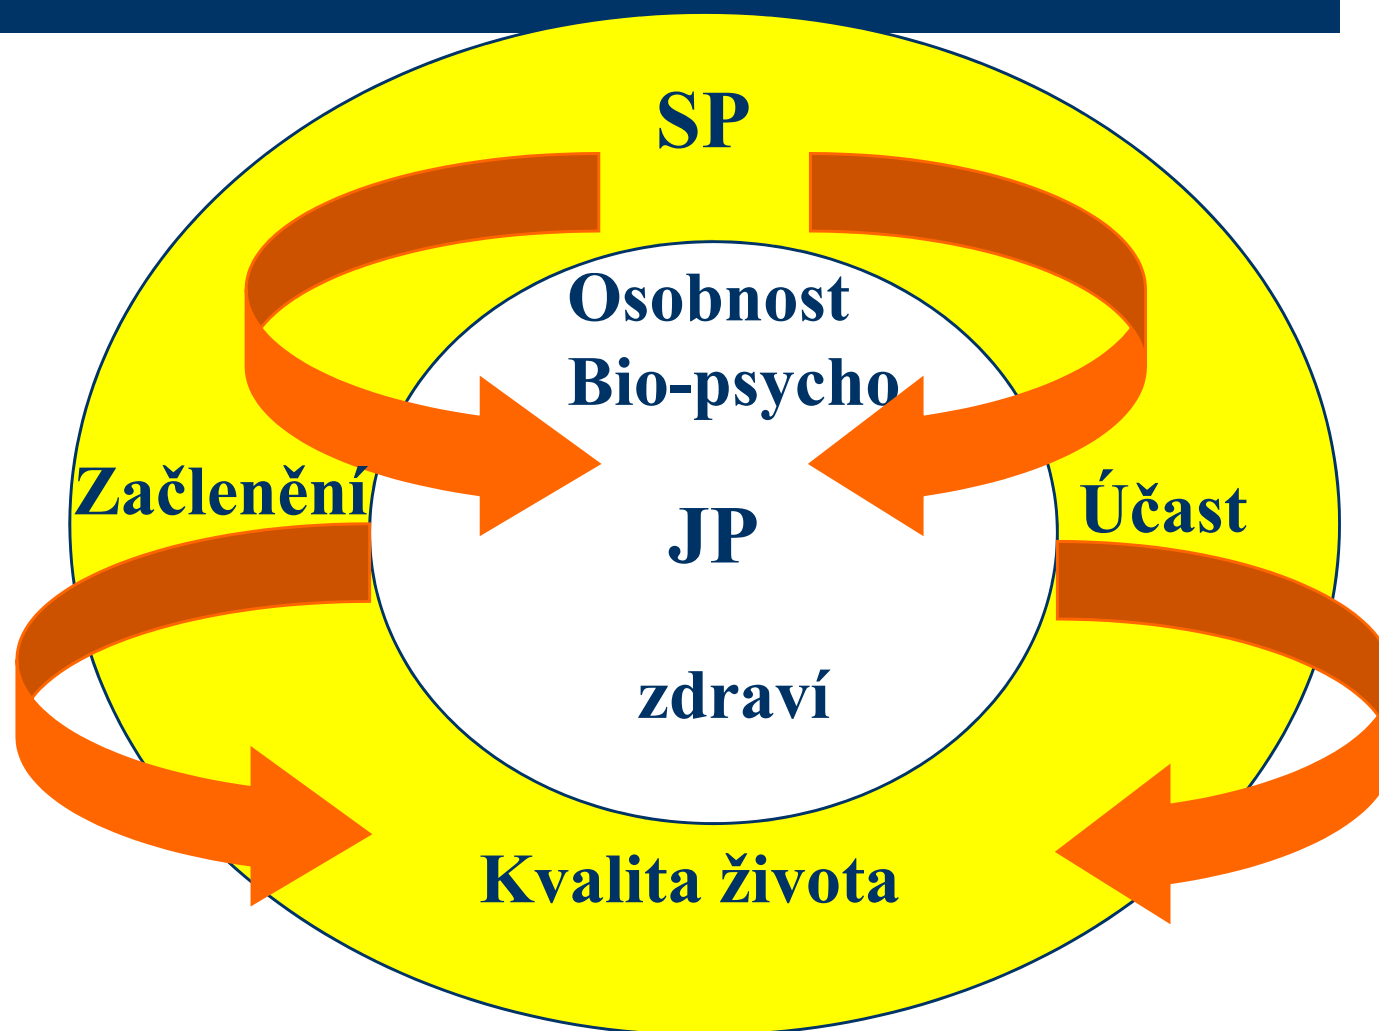 SP
Osobnost
Bio-psycho
Začlenění
Účast
JP
zdraví
Kvalita života